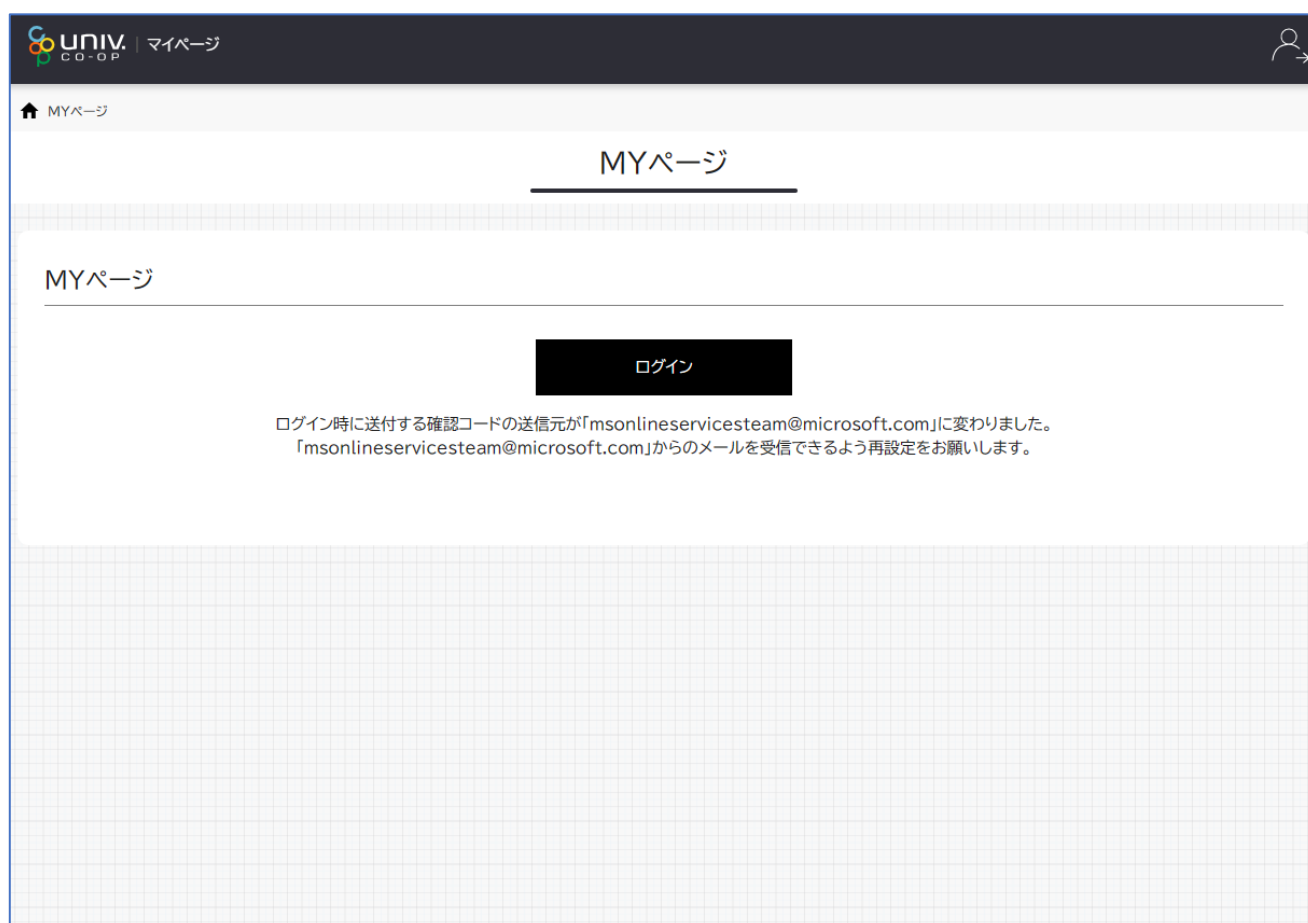 UNIV. CO-OP マイページ
MYページ
MYページ
MYページ
ログイン
ログイン時に送付する確認コードの送信元が「msonlineservicesteam@microsoft.com」に変わりました。
「msonlineservicesteam@microsoft.com」からのメールを受信できるよう再設定をお願いします。